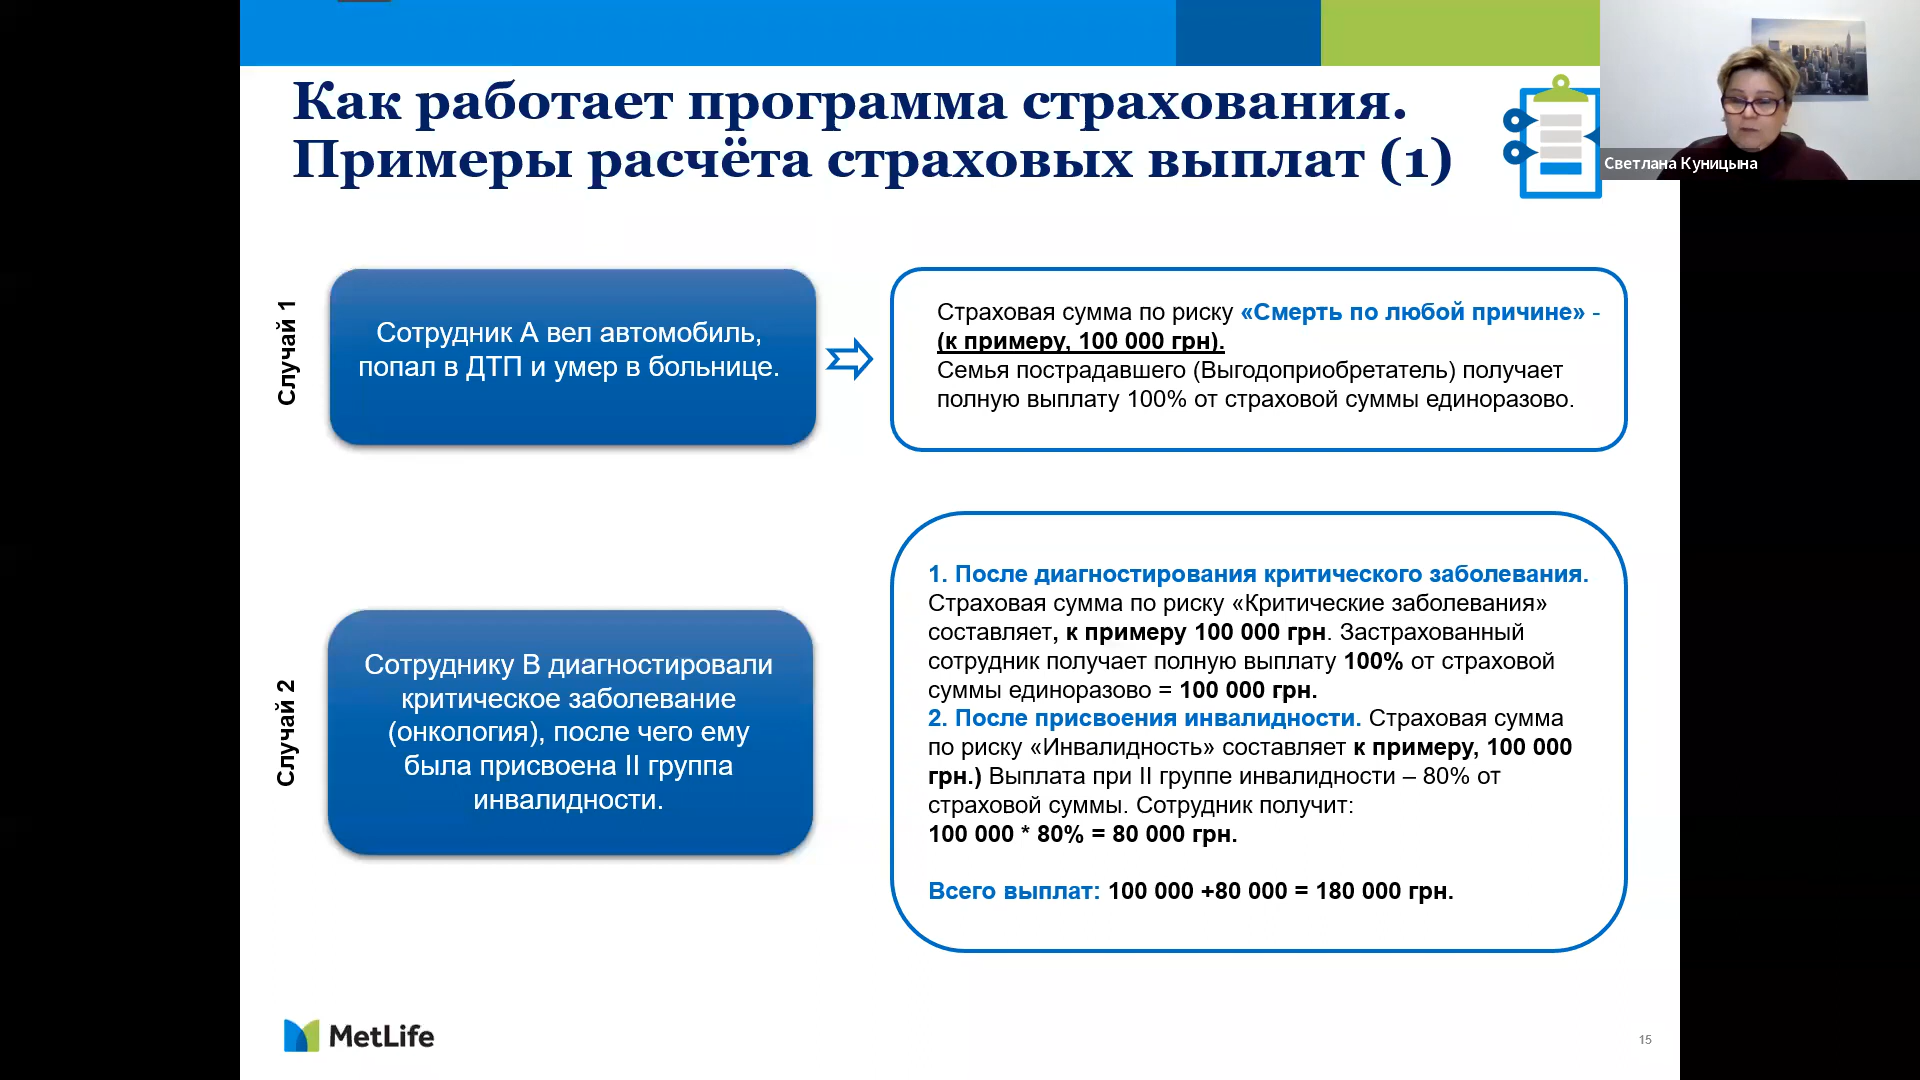 Как работает программа страхования.
Примеры расчёта страховых выплат (1)
Светлана Куницына
Случай 1
Сотрудник А вел автомобиль,
попал в ДТП и умер в больнице.
Страховая сумма по риску «Смерть по любой причине» -
(к примеру, 100 000 грн).
Семья пострадавшего (Выгодоприобретатель) получает
полную выплату 100% от страховой суммы единоразово.
Случай 2
Сотруднику В диагностировали
критическое заболевание
(онкология), после чего ему
была присвоена II группа
инвалидности.
1. После диагностирования критического заболевания.
Страховая сумма по риску «Критические заболевания»
составляет, к примеру 100 000 грн. Застрахованный
сотрудник получает полную выплату 100% от страховой
суммы единоразово = 100 000 грн.
2. После присвоения инвалидности. Страховая сумма
по риску «Инвалидность» составляет к примеру, 100 000
грн.) Выплата при II группе инвалидности – 80% от
страховой суммы. Сотрудник получит:
100 000 * 80% = 80 000 грн.
Всего выплат: 100 000 +80 000 = 180 000 грн.
MetLife
15